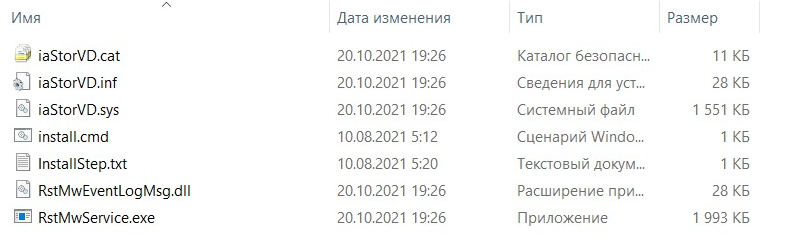 Имя Дата изменения Тип Размер
iaStorVD.cat 20.10.2021 19:26 Каталог безопасн... 11 КБ
iaStorVD.inf 20.10.2021 19:26 Сведения для уст... 28 КБ
iaStorVD.sys 20.10.2021 19:26 Системный файл 1 551 КБ
install.cmd 10.08.2021 5:12 Сценарий Windo... 1 КБ
InstallStep.txt 10.08.2021 5:20 Текстовый докум... 1 КБ
RstMwEventLogMsg.dll 20.10.2021 19:26 Расширение при... 28 КБ
RstMwService.exe 20.10.2021 19:26 Приложение 1 993 КБ